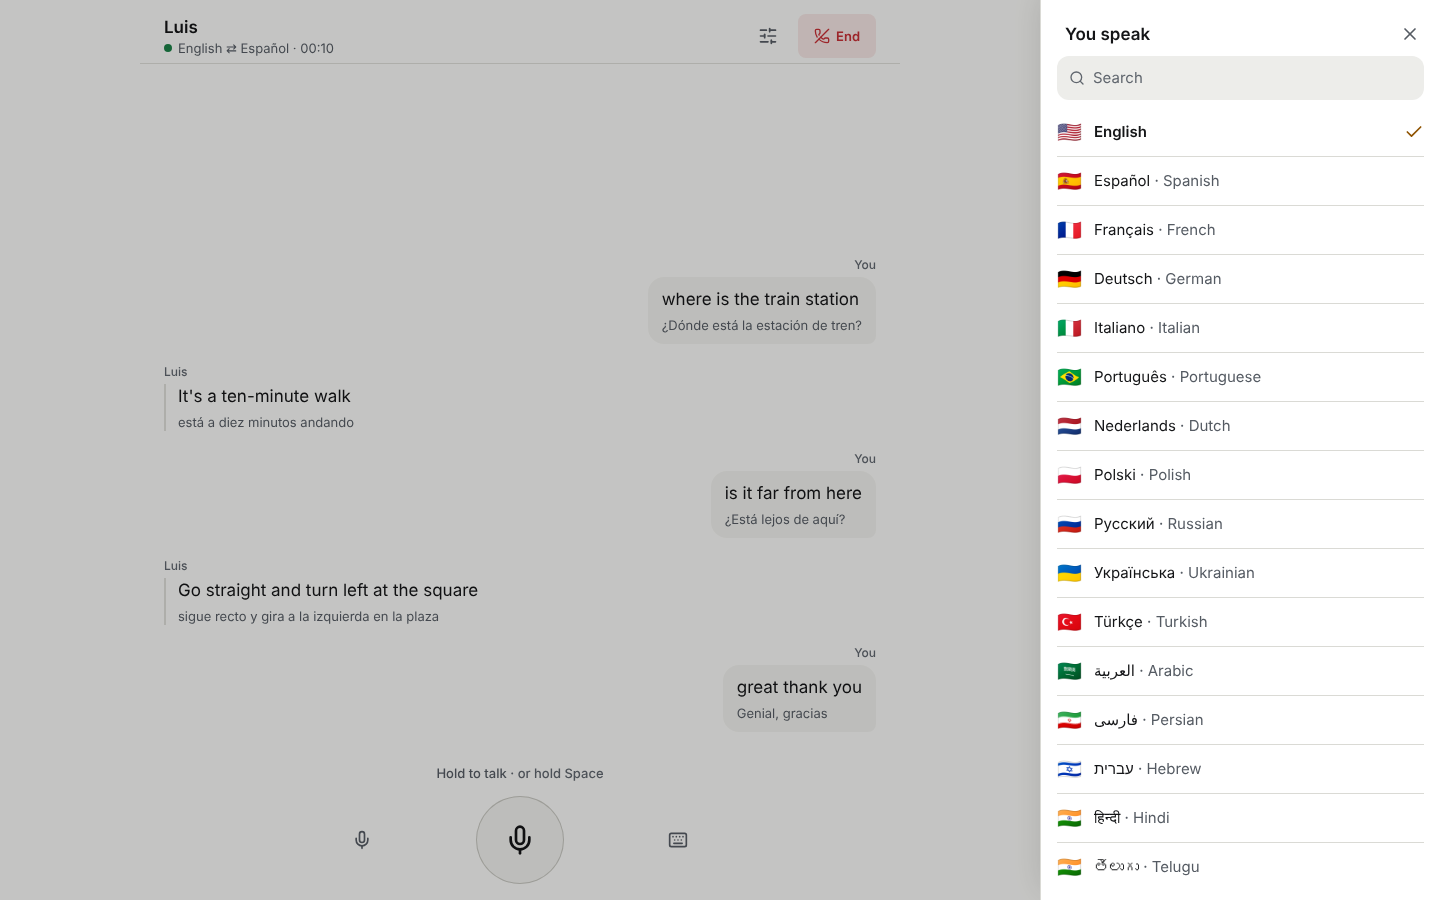 Luis
English ⇄ Español · 00:10
End
You
where is the train station
¿Dónde está la estación de tren?
Luis
It's a ten-minute walk
está a diez minutos andando
You
is it far from here
¿Está lejos de aquí?
Luis
Go straight and turn left at the square
sigue recto y gira a la izquierda en la plaza
You
great thank you
Genial, gracias
Hold to talk · or hold Space
You speak
Search
English
Español · Spanish
Français · French
Deutsch · German
Italiano · Italian
Português · Portuguese
Nederlands · Dutch
Polski · Polish
Русский · Russian
Українська · Ukrainian
Türkçe · Turkish
العربية · Arabic
فارسی · Persian
עברית · Hebrew
हिन्दी · Hindi
తెలుగు · Telugu